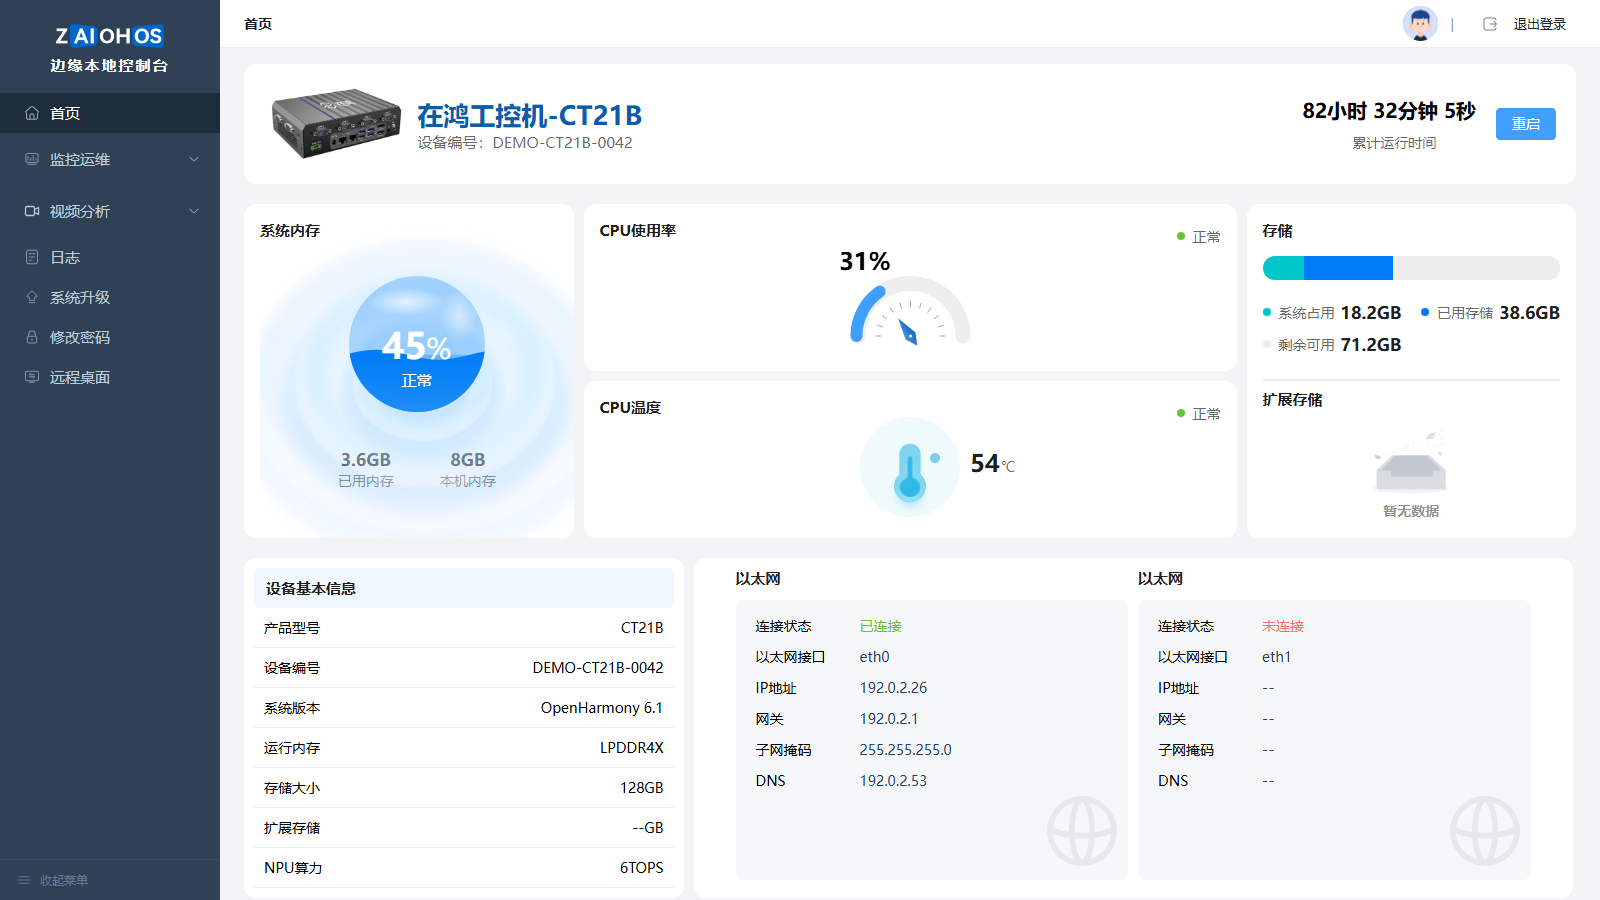 ZAIOHOS
边缘本地控制台
首页
监控运维
视频分析
日志
系统升级
修改密码
远程桌面
收起菜单
首页
退出登录
在鸿工控机-CT21B
设备编号：DEMO-CT21B-0042
82小时 32分钟 5秒
累计运行时间
重启
系统内存
45%
正常
3.6GB
已用内存
8GB
本机内存
CPU使用率
正常
31%
CPU温度
正常
54℃
存储
系统占用 18.2GB
已用存储 38.6GB
剩余可用 71.2GB
扩展存储
暂无数据
设备基本信息
产品型号 CT21B
设备编号 DEMO-CT21B-0042
系统版本 OpenHarmony 6.1
运行内存 LPDDR4X
存储大小 128GB
扩展存储 --GB
NPU算力 6TOPS
以太网
连接状态 已连接
以太网接口 eth0
IP地址 192.0.2.26
网关 192.0.2.1
子网掩码 255.255.255.0
DNS 192.0.2.53
以太网
连接状态 未连接
以太网接口 eth1
IP地址 --
网关 --
子网掩码 --
DNS --